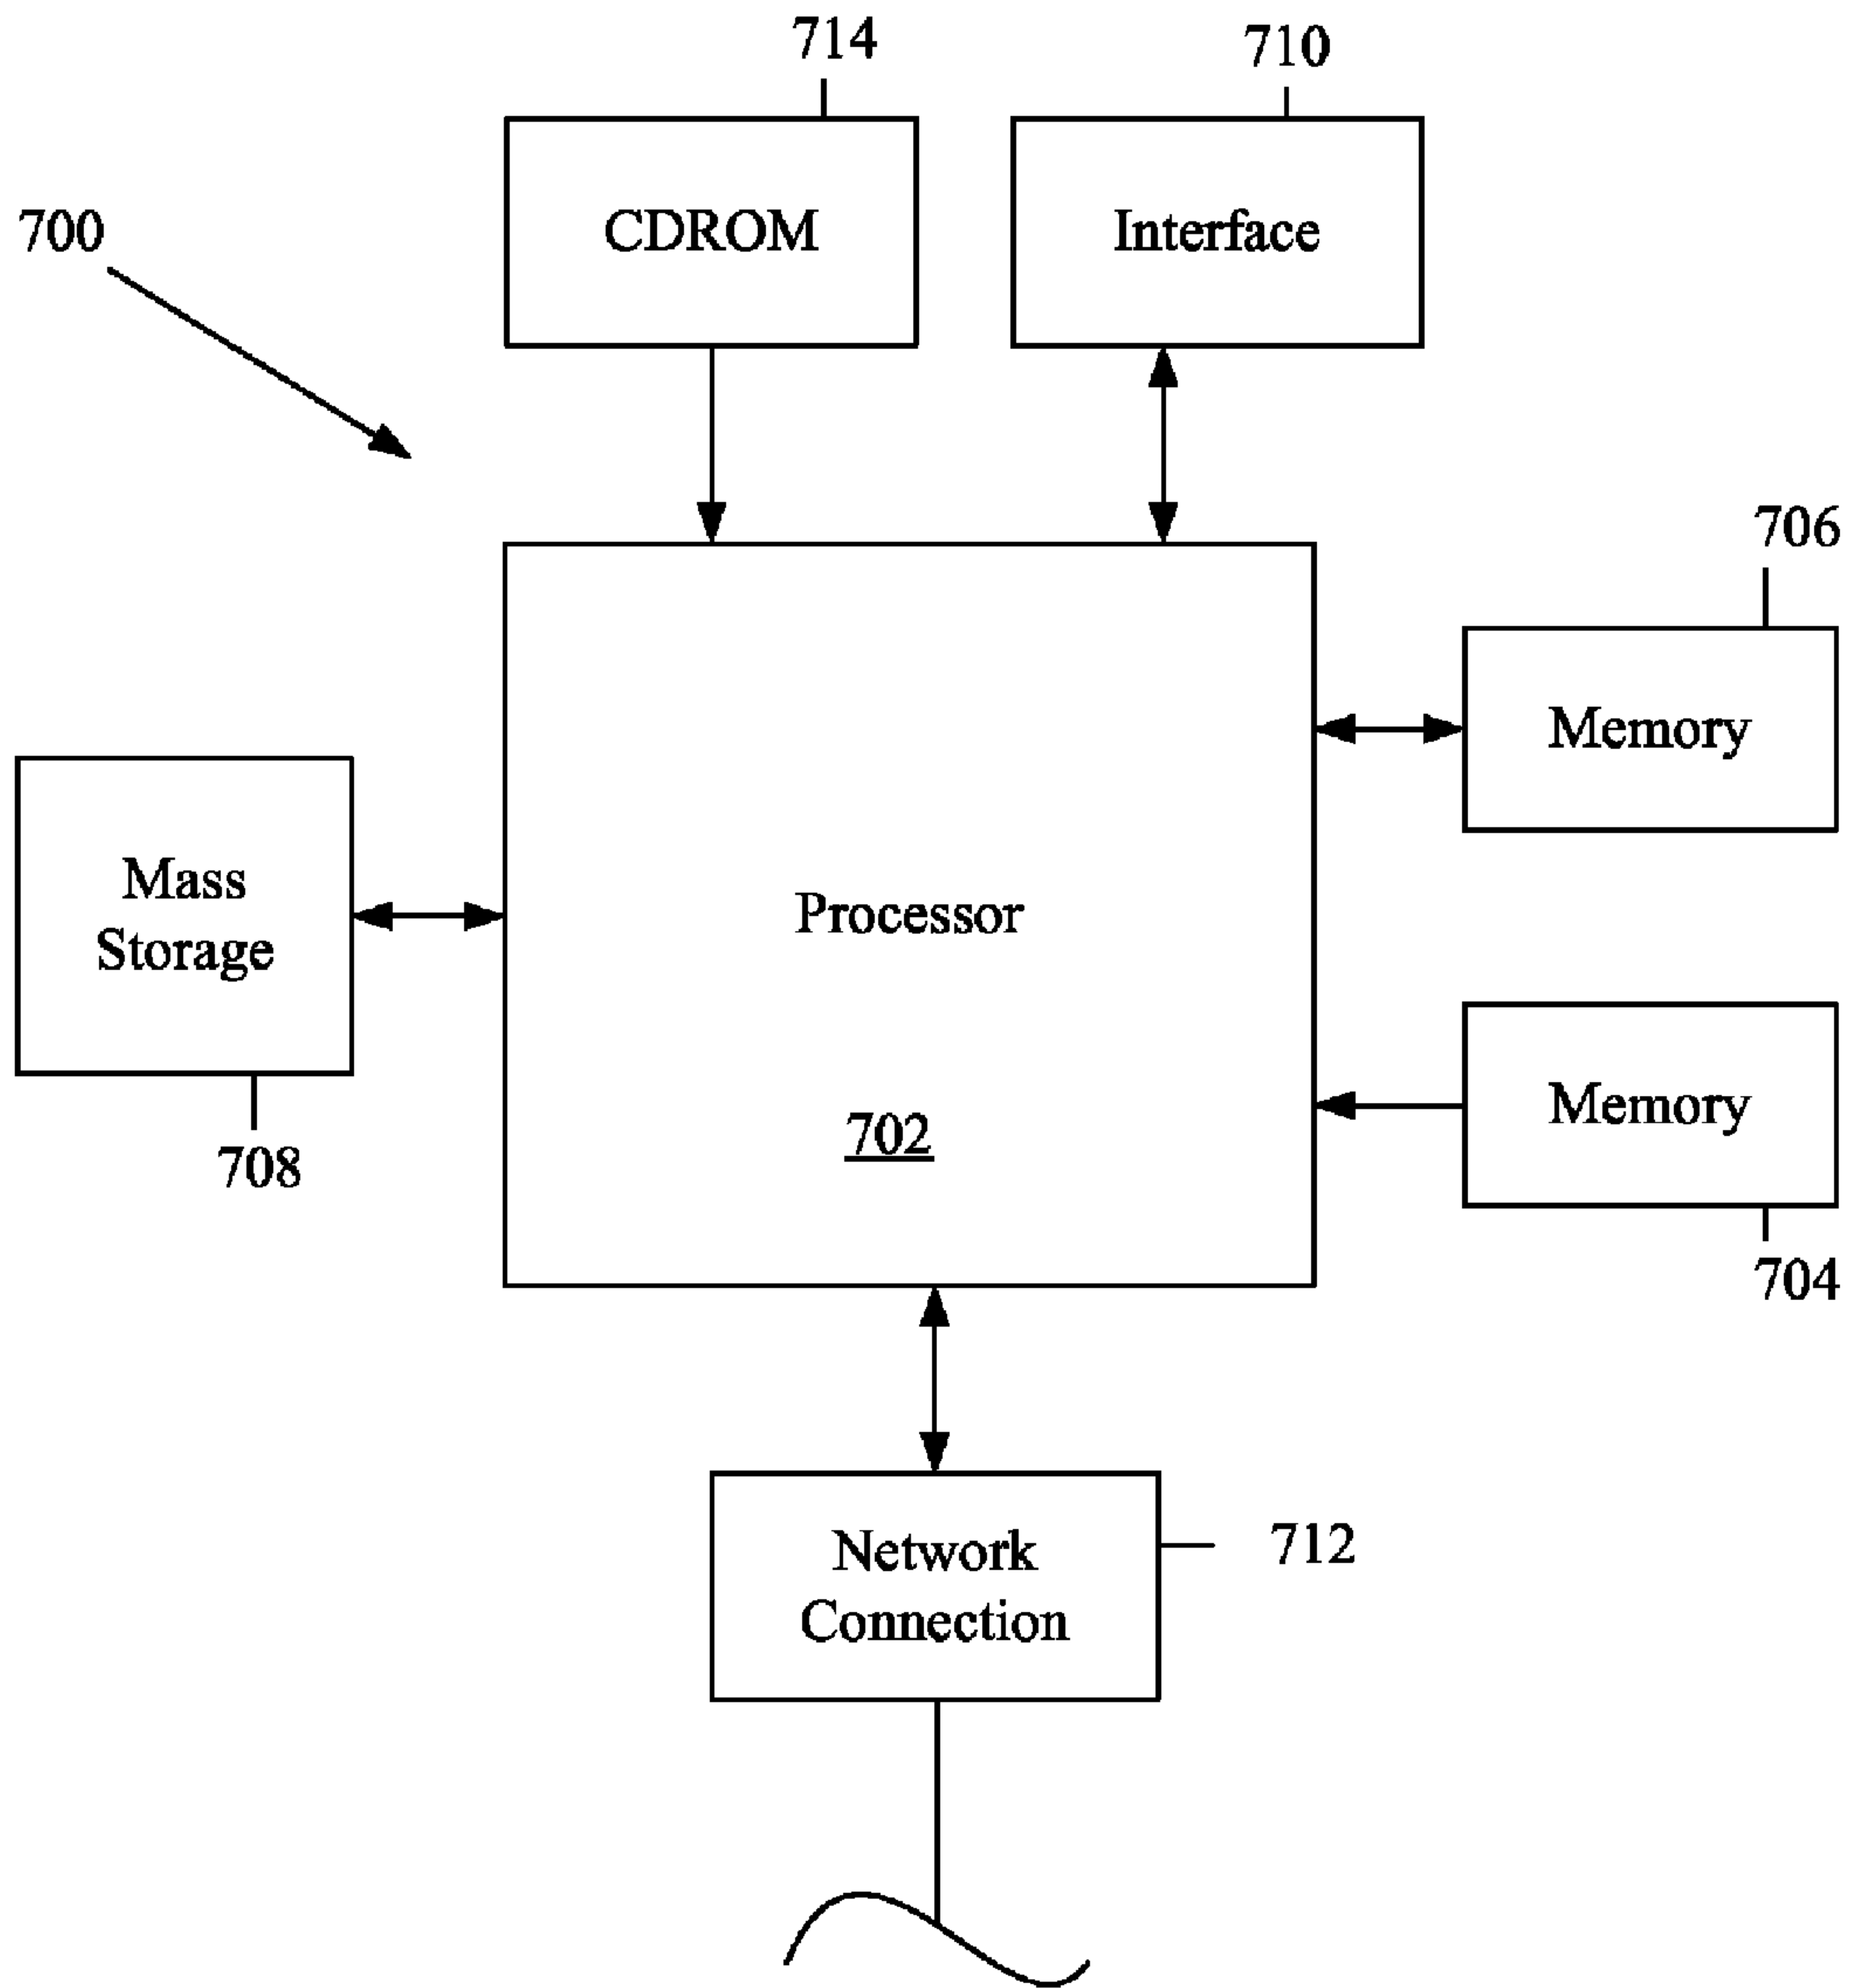 714
710
CDROM
Interface
700
706
Memory
Mass
Storage
Processor
702
Memory
708
704
Network
Connection
712